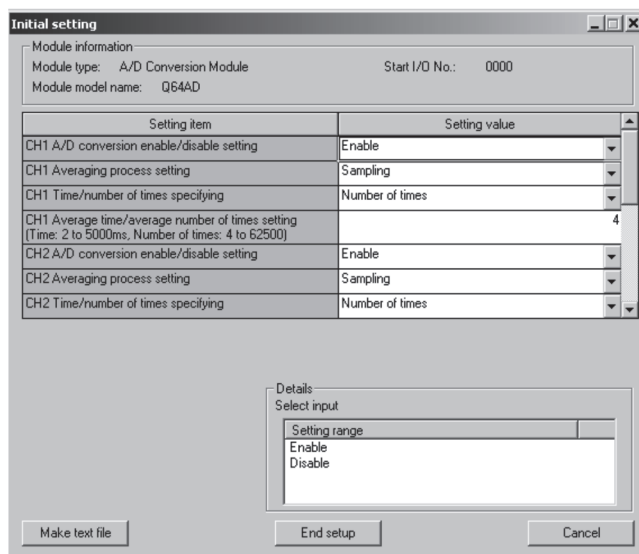 Initial setting
Module information
Module type: A/D Conversion Module Start I/O No.: 0000
Module model name: Q64AD
Setting item Setting value
CH1 A/D conversion enable/disable setting Enable
CH1 Averaging process setting Sampling
CH1 Time/number of times specifying Number of times
CH1 Average time/average number of times setting 4
(Time: 2 to 5000ms, Number of times: 4 to 62500)
CH2 A/D conversion enable/disable setting Enable
CH2 Averaging process setting Sampling
CH2 Time/number of times specifying Number of times
Details
Select input
Setting range
Enable
Disable
Make text file End setup Cancel